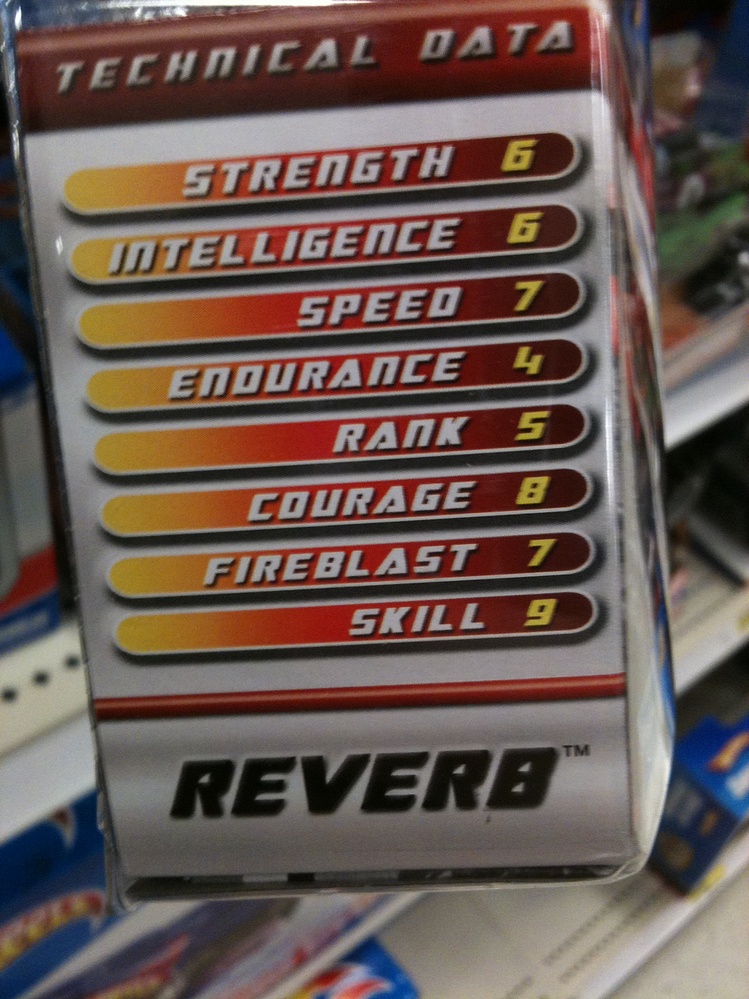 TECHNICAL DATA
STRENGTH 6
INTELLIGENCE 6
SPEED 7
ENDURANCE 4
RANK 5
COURAGE 8
FIREBLAST 7
SKILL 9
REVERB™